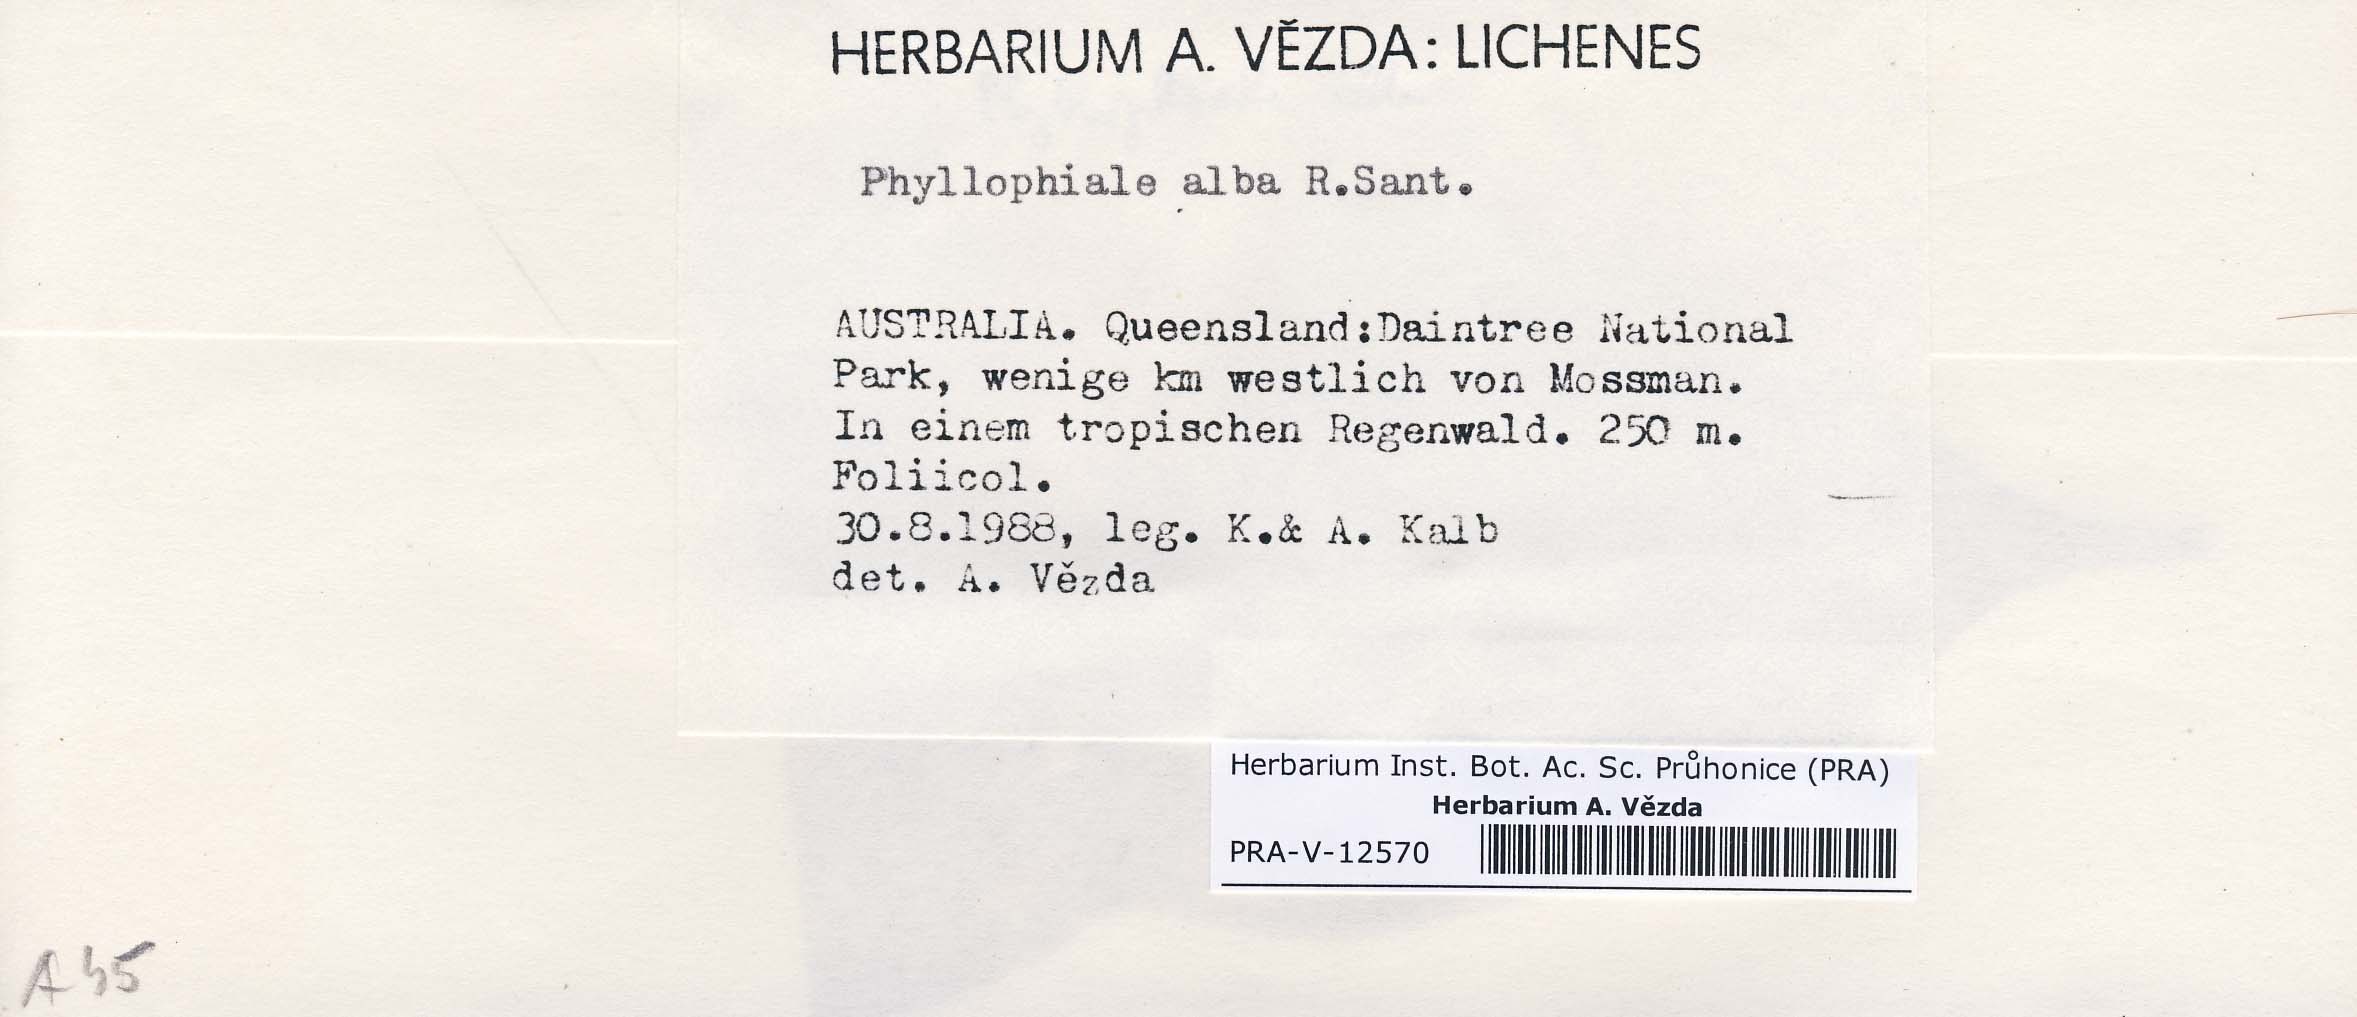 HERBARIUM A. VĚZDA: LICHENES
Phyllophiale alba R.Sant.
AUSTRALIA. Queensland:Daintree National
Park, wenige km westlich von Mossman.
In einem tropischen Regenwald. 250 m.
Foliicol.
30.8.1988, leg. K.& A. Kalb
det. A. Vězda
Herbarium Inst. Bot. Ac. Sc. Průhonice (PRA)
Herbarium A. Vězda
PRA-V-12570